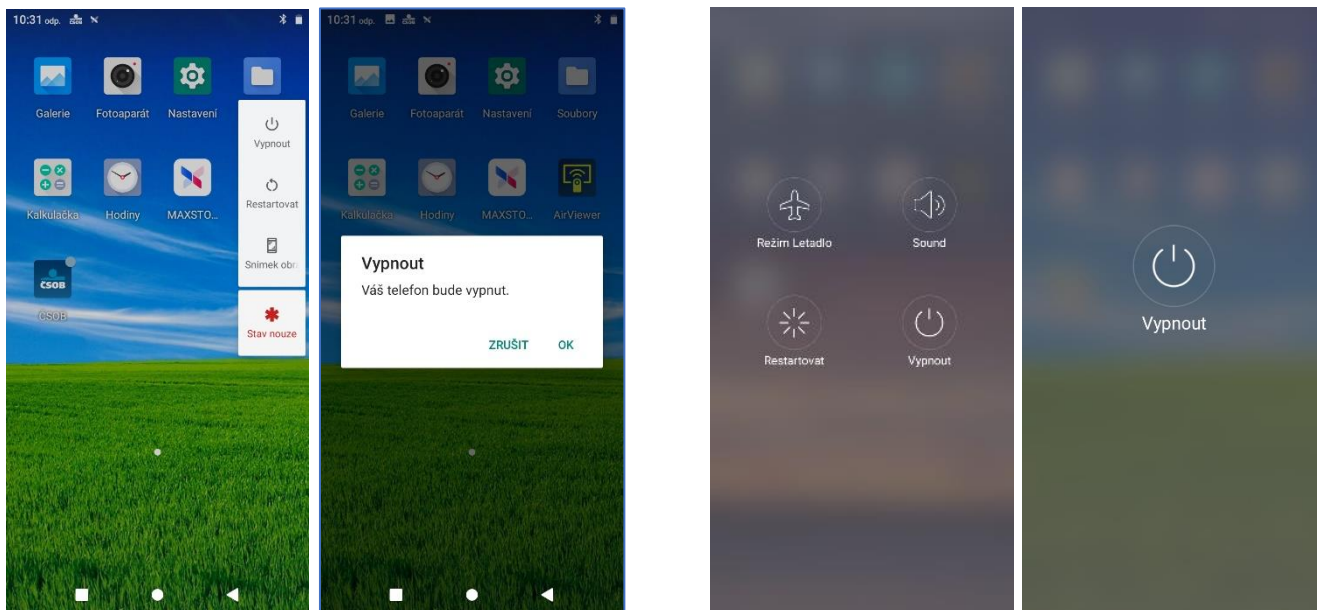 10:31 odp.
Galerie Fotoaparát Nastavení
Vypnout
Kalkulačka Hodiny MAXSTO...
Restartovat
Snímek obr
ČSOB
ČSOB
Stav nouze
10:31 odp.
Galerie Fotoaparát Nastavení Soubory
Kalkulačka Hodiny MAXSTO... AirViewer
Vypnout
Váš telefon bude vypnut.
ZRUŠIT OK
Režim Letadlo Sound
Restartovat Vypnout
Vypnout